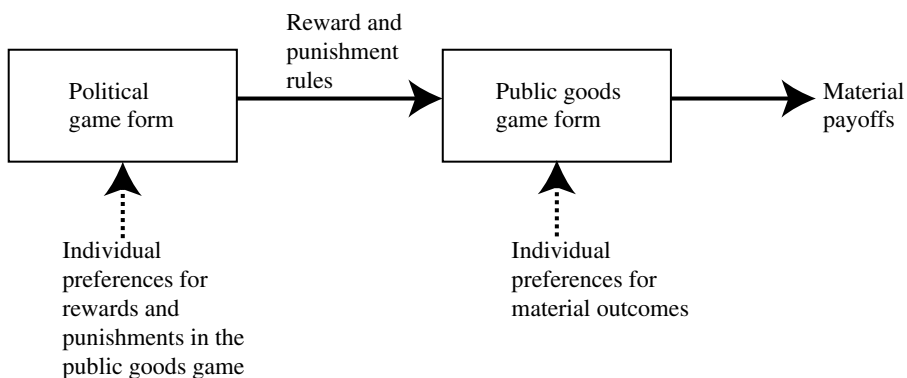 Reward and
punishment
rules
Political
game form
Public goods
game form
Material
payoffs
Individual
preferences for
rewards and
punishments in the
public goods game
Individual
preferences for
material outcomes